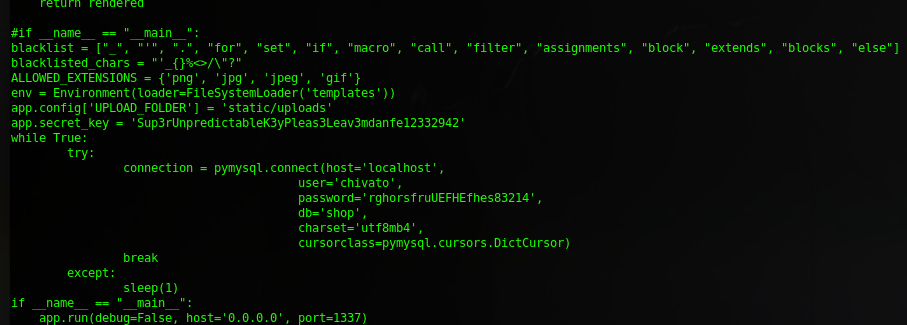 return rendered
#if __name__ == "__main__":
blacklist = ["_", "'", ".", "for", "set", "if", "macro", "call", "filter", "assignments", "block", "extends", "blocks", "else"]
blacklisted_chars = "'_{}%<>/\"?"
ALLOWED_EXTENSIONS = {'png', 'jpg', 'jpeg', 'gif'}
env = Environment(loader=FileSystemLoader('templates'))
app.config['UPLOAD_FOLDER'] = 'static/uploads'
app.secret_key = 'Sup3rUnpredictableK3yPleas3Leav3mdanfe12332942'
while True:
try:
connection = pymysql.connect(host='localhost',
user='chivato',
password='rghorsfruUEFHEfhes83214',
db='shop',
charset='utf8mb4',
cursorclass=pymysql.cursors.DictCursor)
break
except:
sleep(1)
if __name__ == "__main__":
app.run(debug=False, host='0.0.0.0', port=1337)